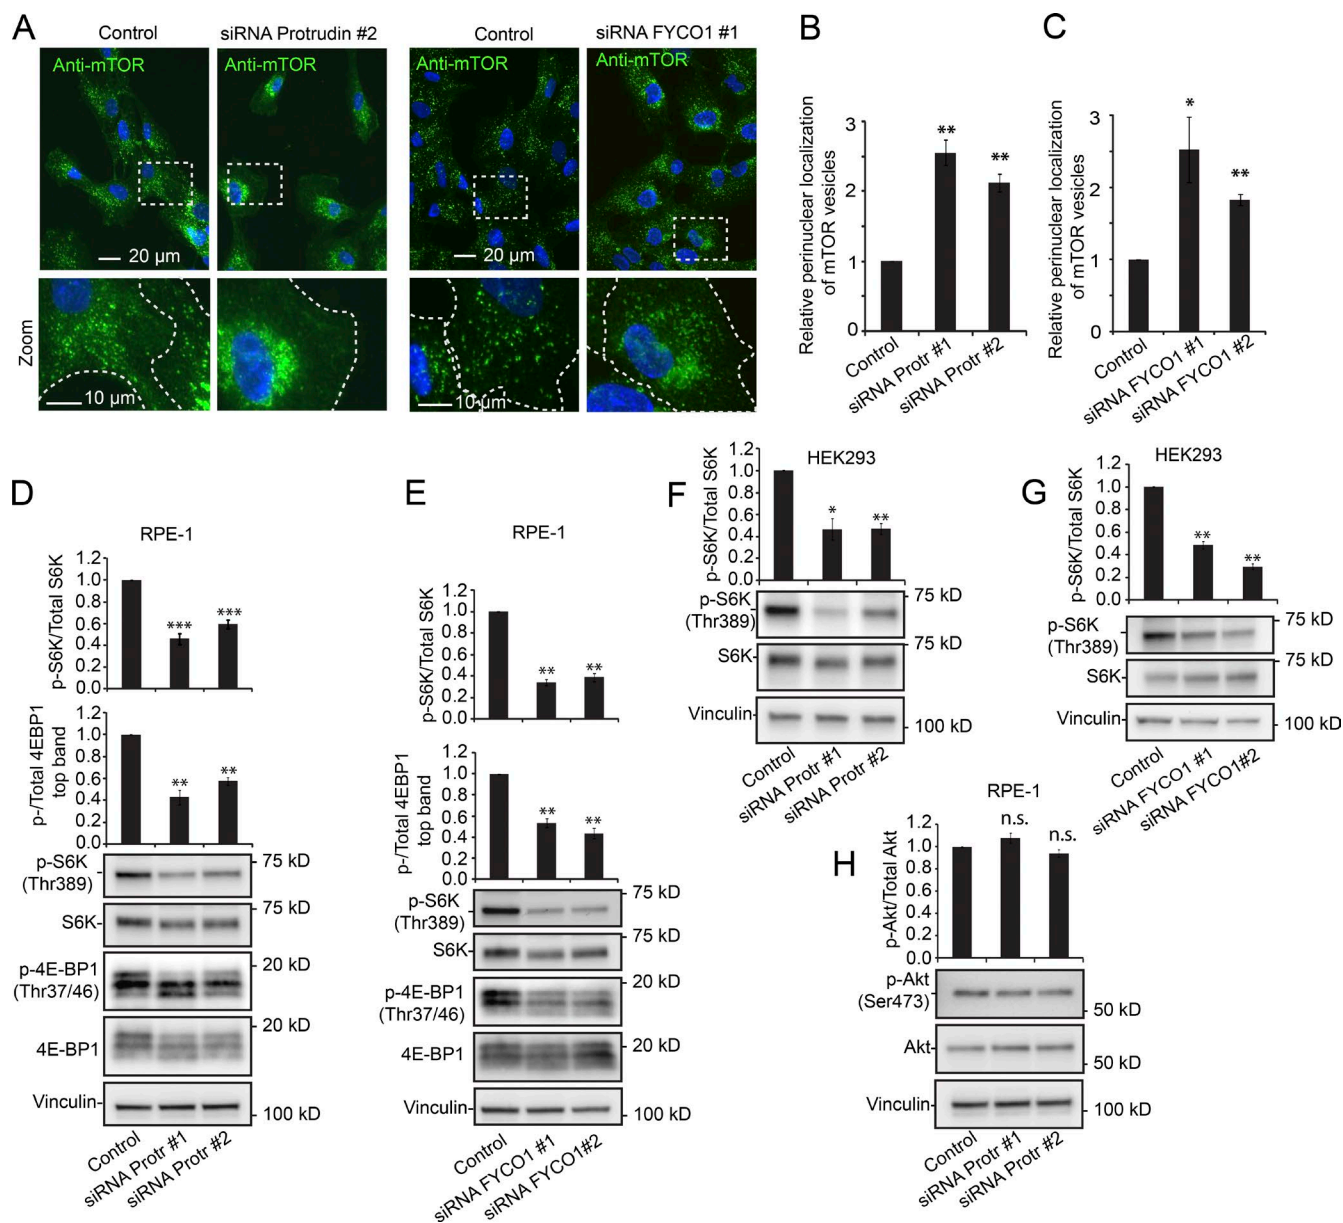 A
Control
siRNA Protrudin #2
Control
siRNA FYCO1 #1
Anti-mTOR
Anti-mTOR
Anti-mTOR
Anti-mTOR
20 µm
20 µm
Zoom
10 µm
10 µm
B
Relative perinuclear localization
of mTOR vesicles
3
2
1
0
**
**
Control
siRNA Protr #1
siRNA Protr #2
C
Relative perinuclear localization
of mTOR vesicles
3
2
1
0
*
**
Control
siRNA FYCO1 #1
siRNA FYCO1 #2
D
RPE-1
p-S6K/Total S6K
1.2
1.0
0.8
0.6
0.4
0.2
0.0
***
***
p-/Total 4EBP1
top band
1.2
1.0
0.8
0.6
0.4
0.2
0.0
**
**
p-S6K
(Thr389)
75 kD
S6K
75 kD
p-4E-BP1
(Thr37/46)
20 kD
4E-BP1
20 kD
Vinculin
100 kD
Control
siRNA Protr #1
siRNA Protr #2
E
RPE-1
p-S6K/Total S6K
1.2
1.0
0.8
0.6
0.4
0.2
0.0
**
**
p-/Total 4EBP1
top band
1.2
1.0
0.8
0.6
0.4
0.2
0.0
**
**
p-S6K
(Thr389)
75 kD
S6K
75 kD
p-4E-BP1
(Thr37/46)
20 kD
4E-BP1
20 kD
Vinculin
100 kD
Control
siRNA FYCO1 #1
siRNA FYCO1#2
F
HEK293
p-S6K/Total S6K
1.2
1.0
0.8
0.6
0.4
0.2
0.0
*
**
p-S6K
(Thr389)
75 kD
S6K
75 kD
Vinculin
100 kD
Control
siRNA Protr #1
siRNA Protr #2
G
HEK293
p-S6K/Total S6K
1.2
1.0
0.8
0.6
0.4
0.2
0.0
**
**
p-S6K
(Thr389)
75 kD
S6K
75 kD
Vinculin
100 kD
Control
siRNA FYCO1 #1
siRNA FYCO1#2
H
RPE-1
p-Akt/Total Akt
1.2
1.0
0.8
0.6
0.4
0.2
0.0
n.s.
n.s.
p-Akt
(Ser473)
50 kD
Akt
50 kD
Vinculin
100 kD
Control
siRNA Protr #1
siRNA Protr #2